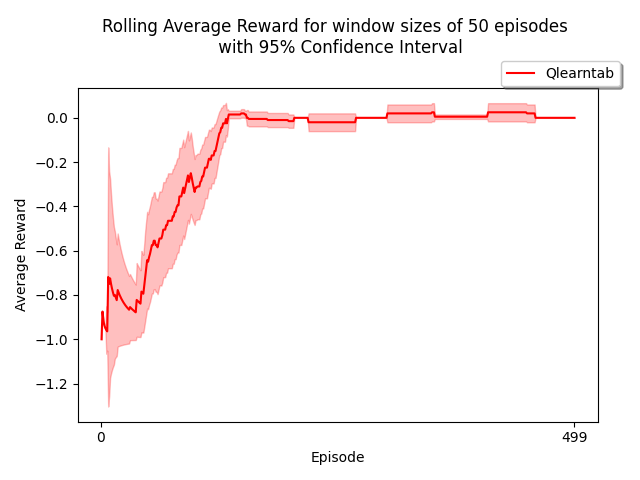 Rolling Average Reward for window sizes of 50 episodes
with 95% Confidence Interval
Qlearntab
0.0
−0.2
−0.4
−0.6
−0.8
−1.0
−1.2
Average Reward
0
499
Episode